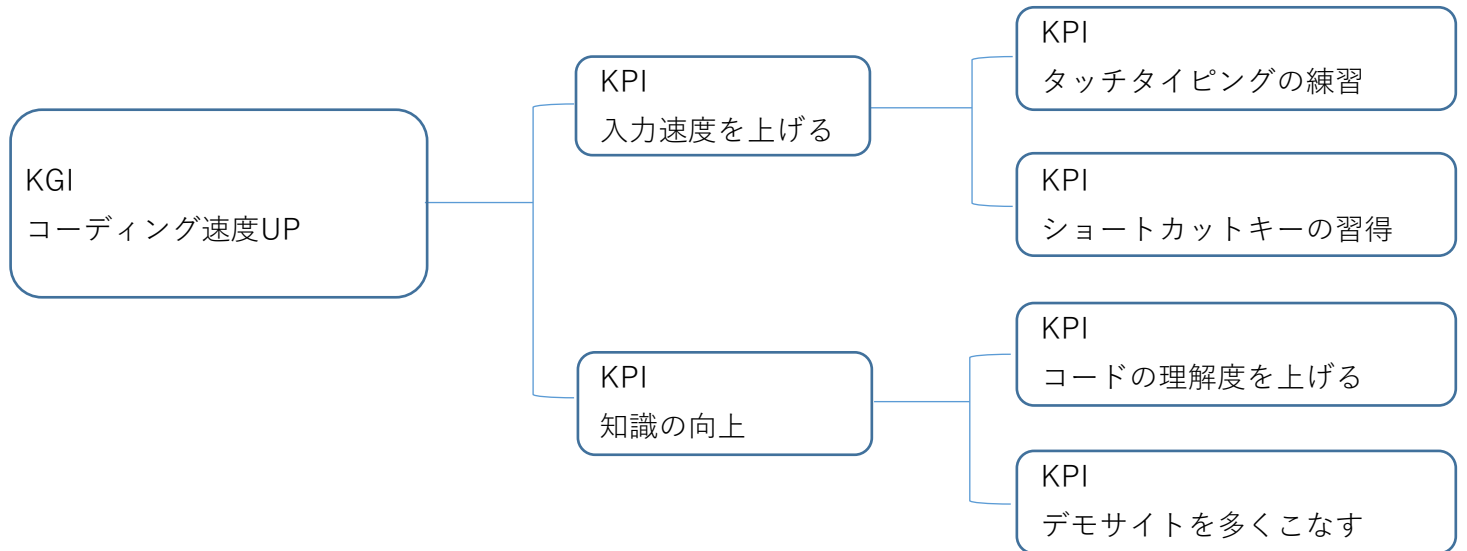 KGI
コーディング速度UP
KPI
入力速度を上げる
KPI
タッチタイピングの練習
KPI
ショートカットキーの習得
KPI
知識の向上
KPI
コードの理解度を上げる
KPI
デモサイトを多くこなす